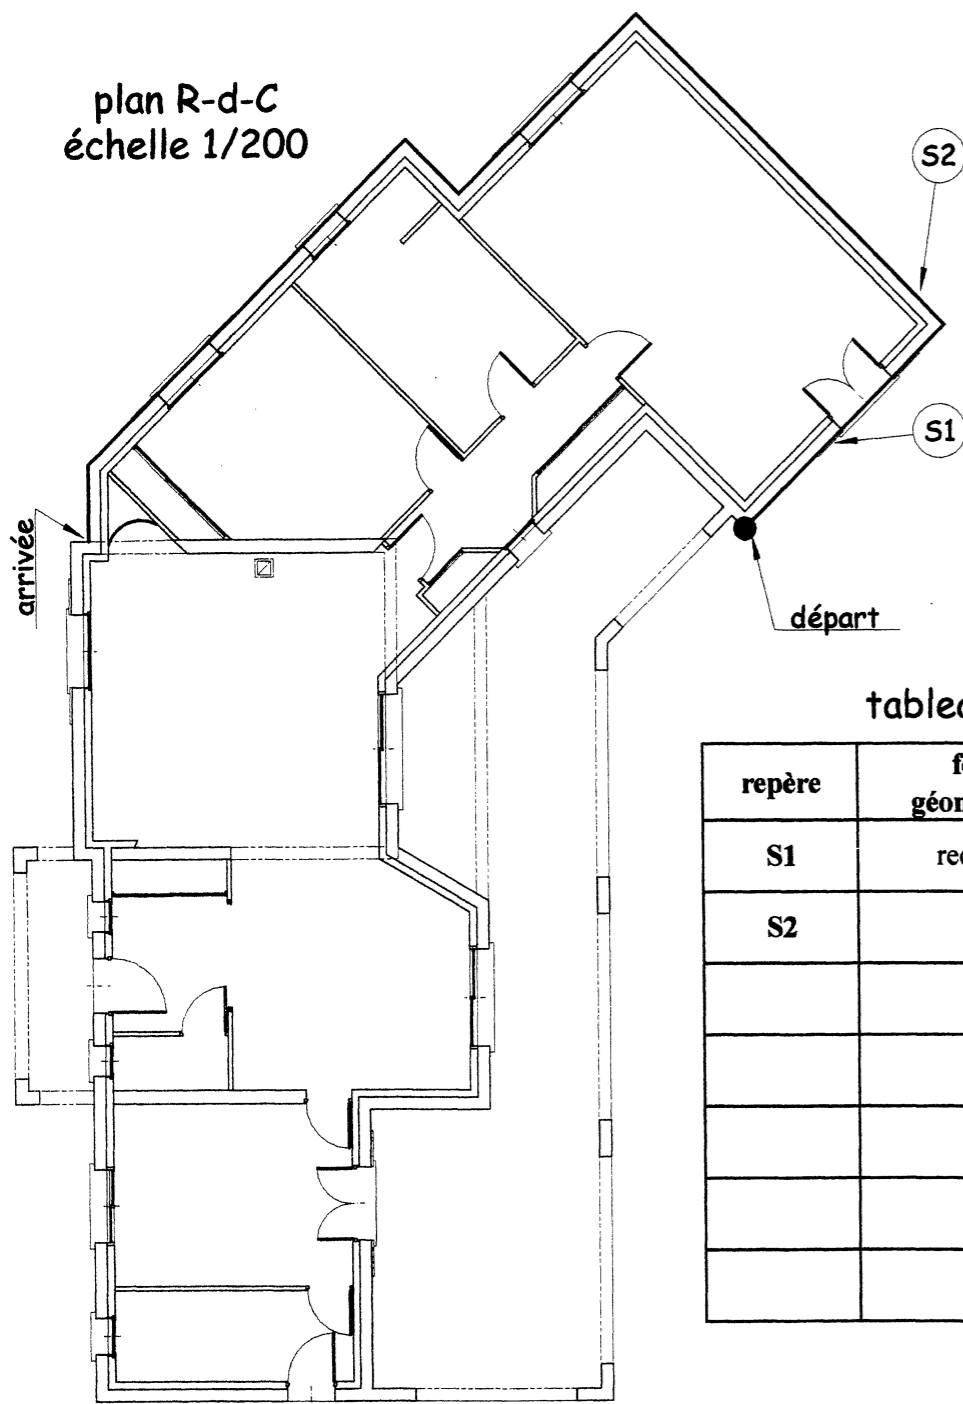 plan R-d-C
échelle 1/200
S2
S1
arrivée
départ
repère
S1
S2